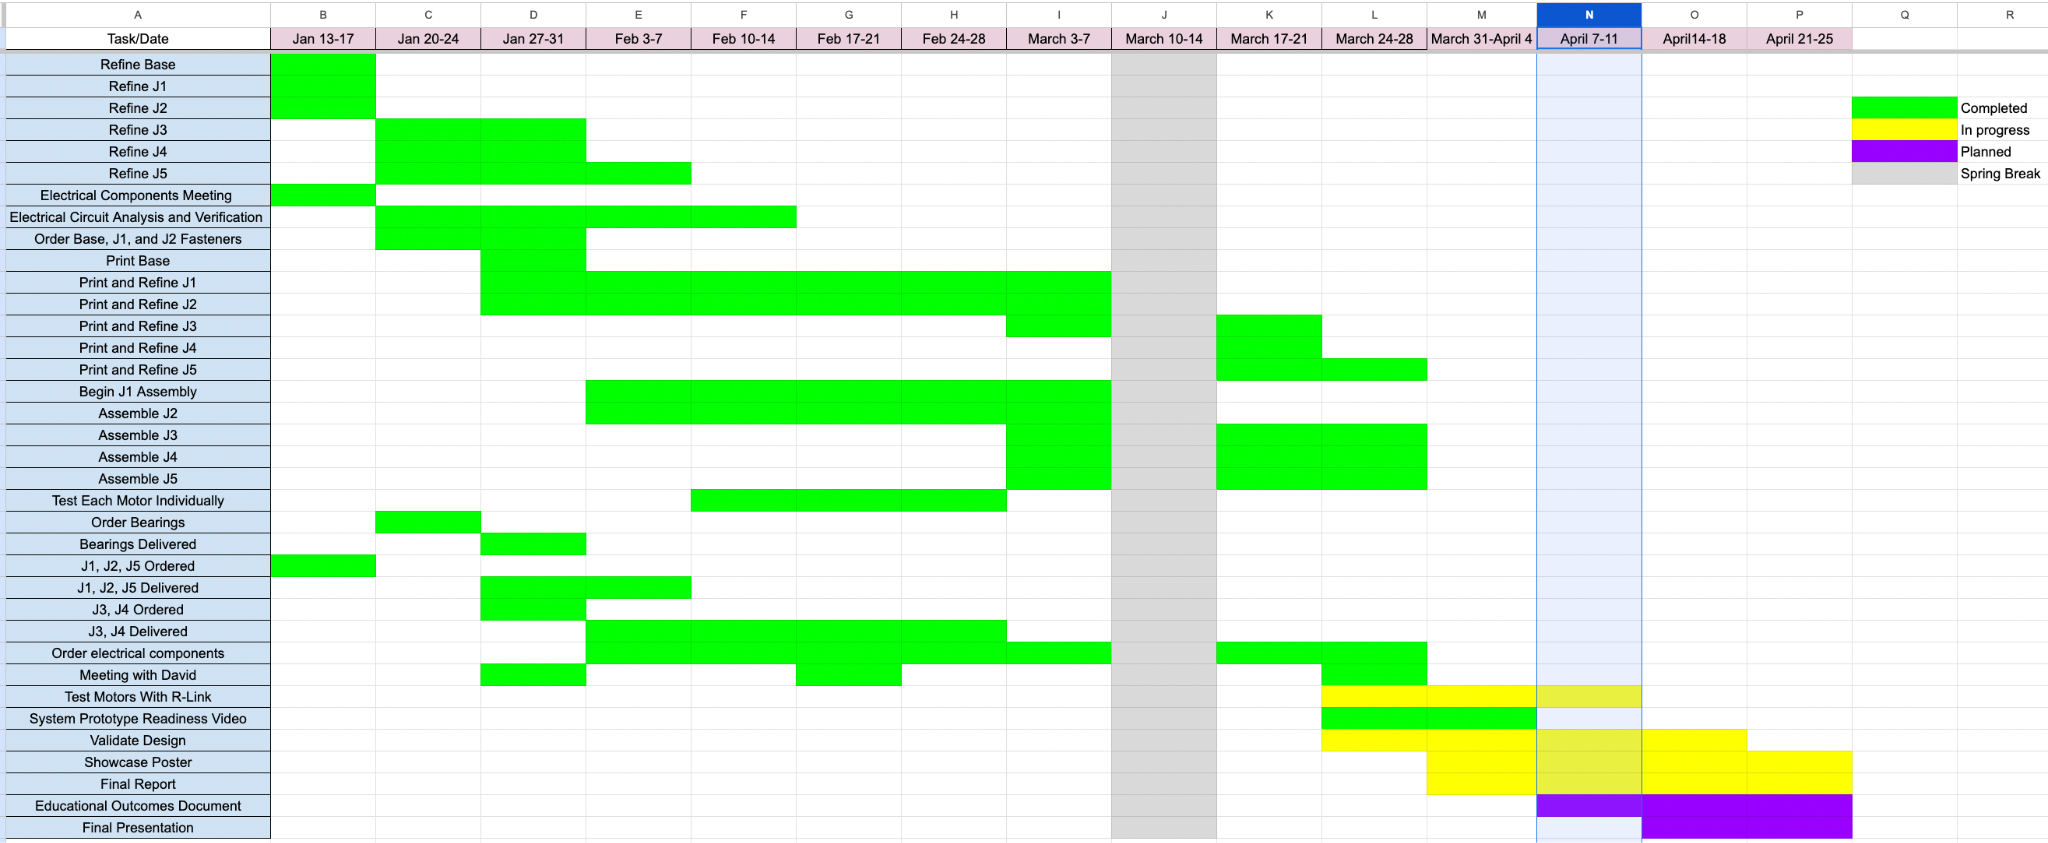 A B C D E F G H I J K L M N O P Q R
Task/Date Jan 13-17 Jan 20-24 Jan 27-31 Feb 3-7 Feb 10-14 Feb 17-21 Feb 24-28 March 3-7 March 10-14 March 17-21 March 24-28 March 31-April 4 April 7-11 April14-18 April 21-25
Refine Base
Refine J1
Refine J2 Completed
Refine J3 In progress
Refine J4 Planned
Refine J5 Spring Break
Electrical Components Meeting
Electrical Circuit Analysis and Verification
Order Base, J1, and J2 Fasteners
Print Base
Print and Refine J1
Print and Refine J2
Print and Refine J3
Print and Refine J4
Print and Refine J5
Begin J1 Assembly
Assemble J2
Assemble J3
Assemble J4
Assemble J5
Test Each Motor Individually
Order Bearings
Bearings Delivered
J1, J2, J5 Ordered
J1, J2, J5 Delivered
J3, J4 Ordered
J3, J4 Delivered
Order electrical components
Meeting with David
Test Motors With R-Link
System Prototype Readiness Video
Validate Design
Showcase Poster
Final Report
Educational Outcomes Document
Final Presentation